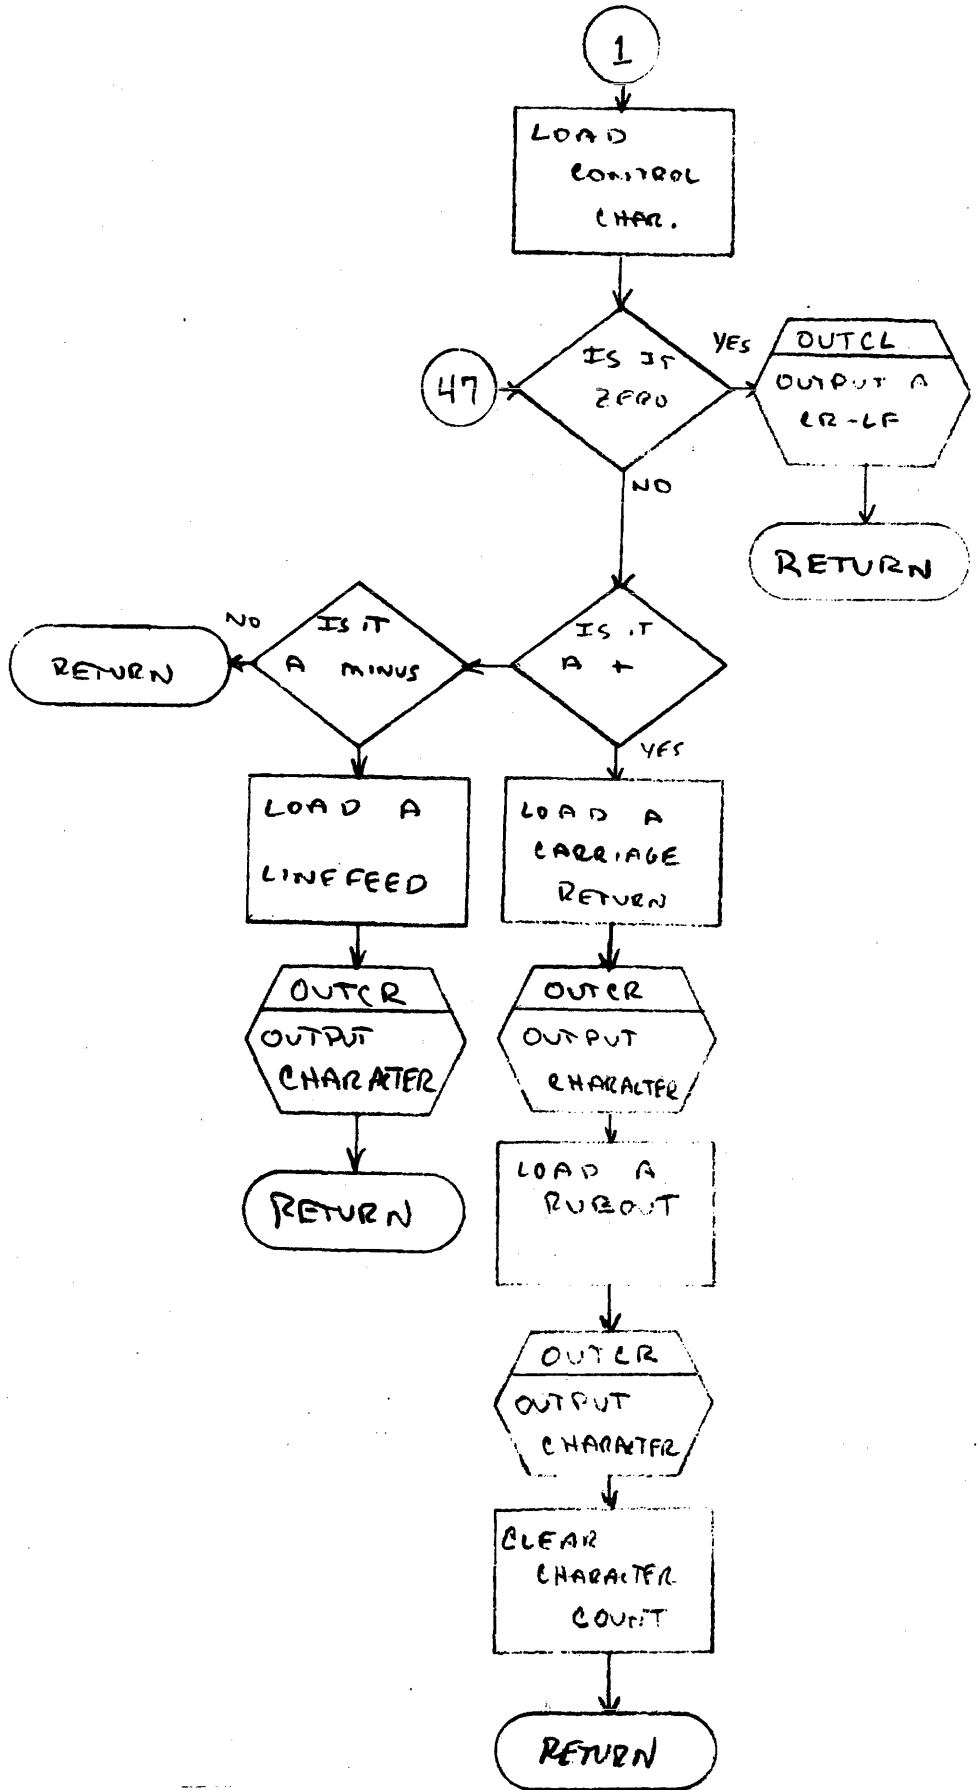 1
LOAD
CONTROL
CHAR.
IS IT
ZERO
YES
OUTCL
OUTPUT A
CR-LF
47
NO
RETURN
IS IT
A +
NO
IS IT
A MINUS
RETURN
YES
LOAD A
LINEFEED
LOAD A
CARRIAGE
RETURN
OUTCR
OUTPUT
CHARACTER
OUTCR
OUTPUT
CHARACTER
RETURN
LOAD A
RUBOUT
OUTCR
OUTPUT
CHARACTER
CLEAR
CHARACTER
COUNT
RETURN